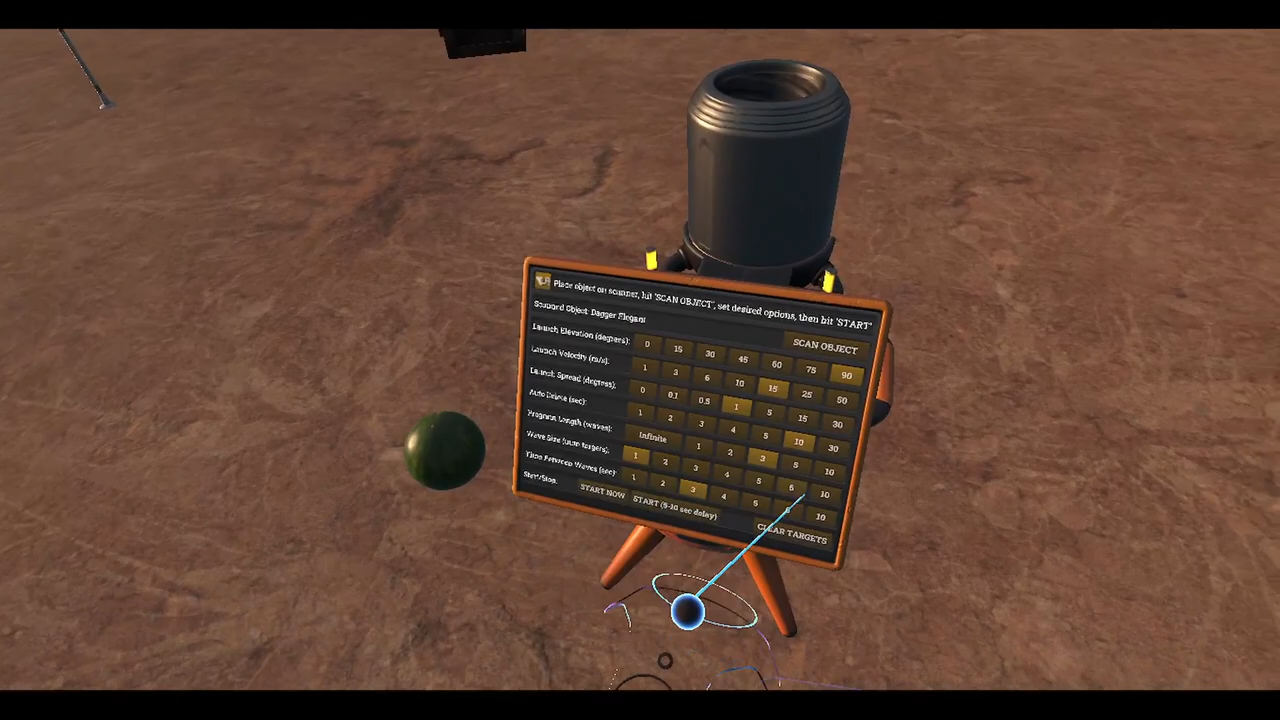 Place object on scanner, hit 'SCAN OBJECT', set desired options, then hit 'START'
Scanned Object: Dagger Elegant SCAN OBJECT
Launch Elevation (degrees): 0 15 30 45 60 75 90
Launch Velocity (m/s): 1 3 6 10 15 25 50
Launch Spread (degrees): 0 0.1 0.5 1 5 15 30
Auto Delete (sec): 1 2 3 4 5 10 30
Program Length (waves): Infinite 1 2 3 5 10
Wave Size (num targets): 1 2 3 4 5 6 10
Time Between Waves (sec): 1 2 3 4 5 10
Start/Stop: START NOW START (5-10 sec delay) CLEAR TARGETS